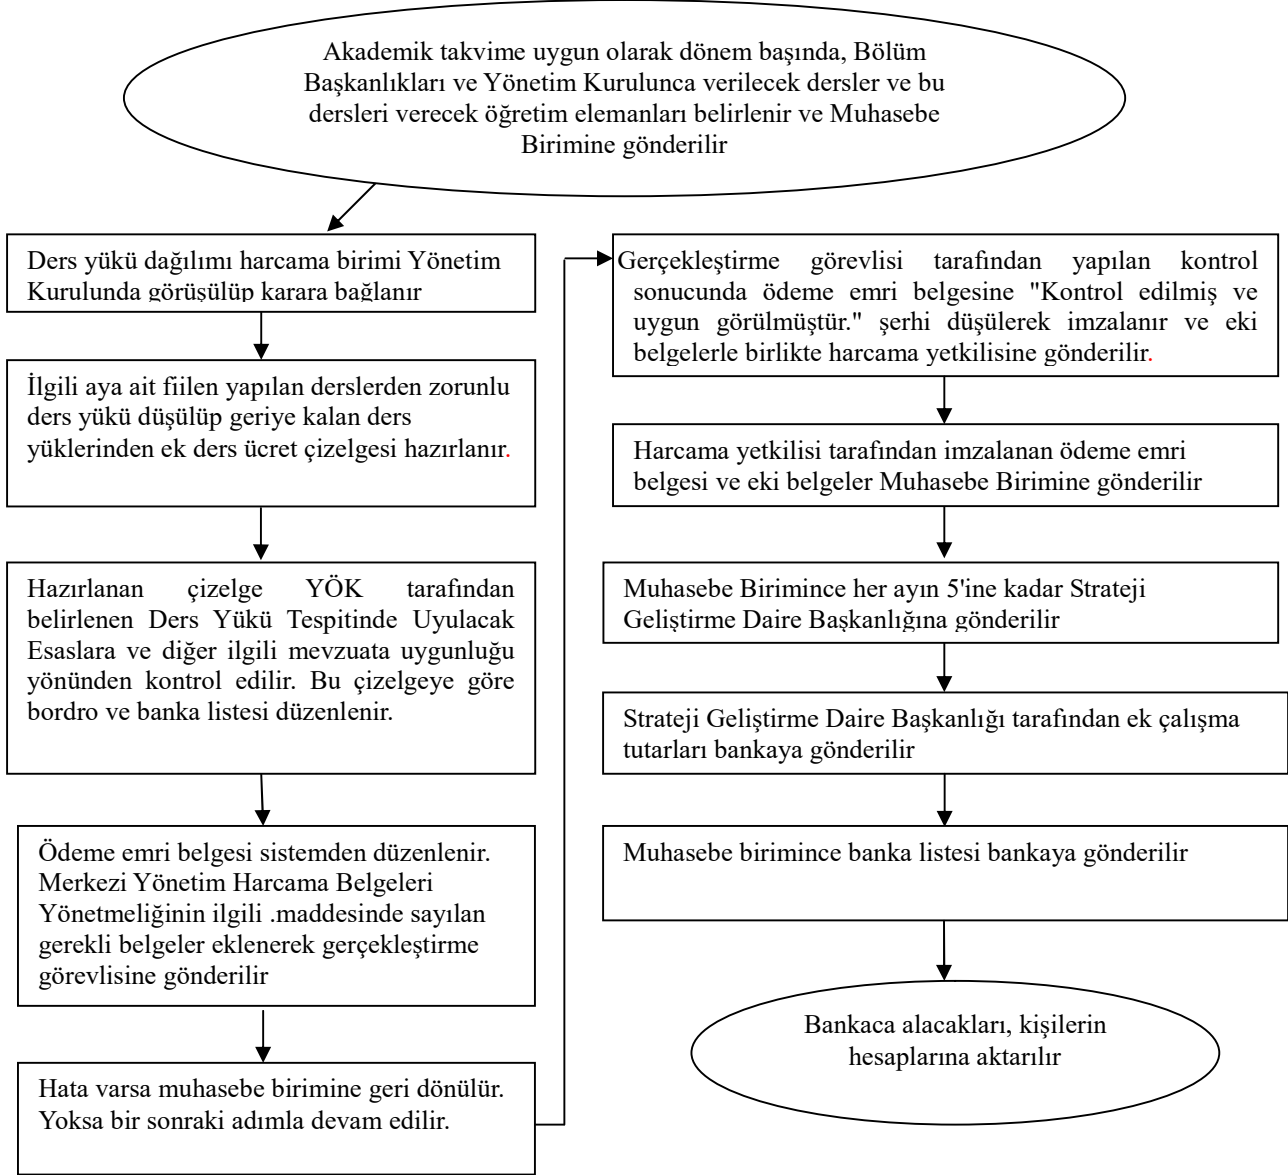 Akademik takvime uygun olarak dönem başında, Bölüm
Başkanlıkları ve Yönetim Kurulunca verilecek dersler ve bu
dersleri verecek öğretim elemanları belirlenir ve Muhasebe
Birimine gönderilir
Ders yükü dağılımı harcama birimi Yönetim
Kurulunda görüşülüp karara bağlanır
İlgili aya ait fiilen yapılan derslerden zorunlu
ders yükü düşülüp geriye kalan ders
yüklerinden ek ders ücret çizelgesi hazırlanır.
Hazırlanan çizelge YÖK tarafından
belirlenen Ders Yükü Tespitinde Uyulacak
Esaslara ve diğer ilgili mevzuata uygunluğu
yönünden kontrol edilir. Bu çizelgeye göre
bordro ve banka listesi düzenlenir.
Ödeme emri belgesi sistemden düzenlenir.
Merkezi Yönetim Harcama Belgeleri
Yönetmeliğinin ilgili .maddesinde sayılan
gerekli belgeler eklenerek gerçekleştirme
görevlisine gönderilir
Hata varsa muhasebe birimine geri dönülür.
Yoksa bir sonraki adımla devam edilir.
Gerçekleştirme görevlisi tarafından yapılan kontrol
sonucunda ödeme emri belgesine "Kontrol edilmiş ve
uygun görülmüştür." şerhi düşülerek imzalanır ve eki
belgelerle birlikte harcama yetkilisine gönderilir.
Harcama yetkilisi tarafından imzalanan ödeme emri
belgesi ve eki belgeler Muhasebe Birimine gönderilir
Muhasebe Birimince her ayın 5'ine kadar Strateji
Geliştirme Daire Başkanlığına gönderilir
Strateji Geliştirme Daire Başkanlığı tarafından ek çalışma
tutarları bankaya gönderilir
Muhasebe birimince banka listesi bankaya gönderilir
Bankaca alacakları, kişilerin
hesaplarına aktarılır